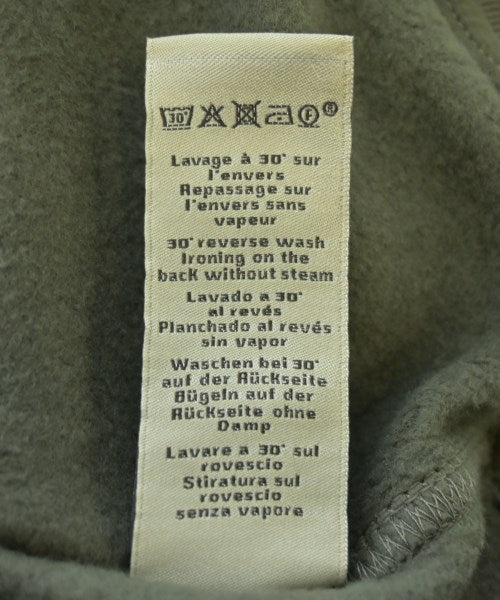 30°
F ®
Lavage à 30° sur
l'envers
Repassage sur
l'envers sans
vapeur
30° reverse wash
Ironing on the
back without steam
Lavado a 30°
al revés
Planchado al revés
sin vapor
Waschen bei 30°
auf der Rückseite
Bügeln auf der
Rückseite ohne
Damp
Lavare a 30° sul
rovescio
Stiratura sul
rovescio
senza vapore